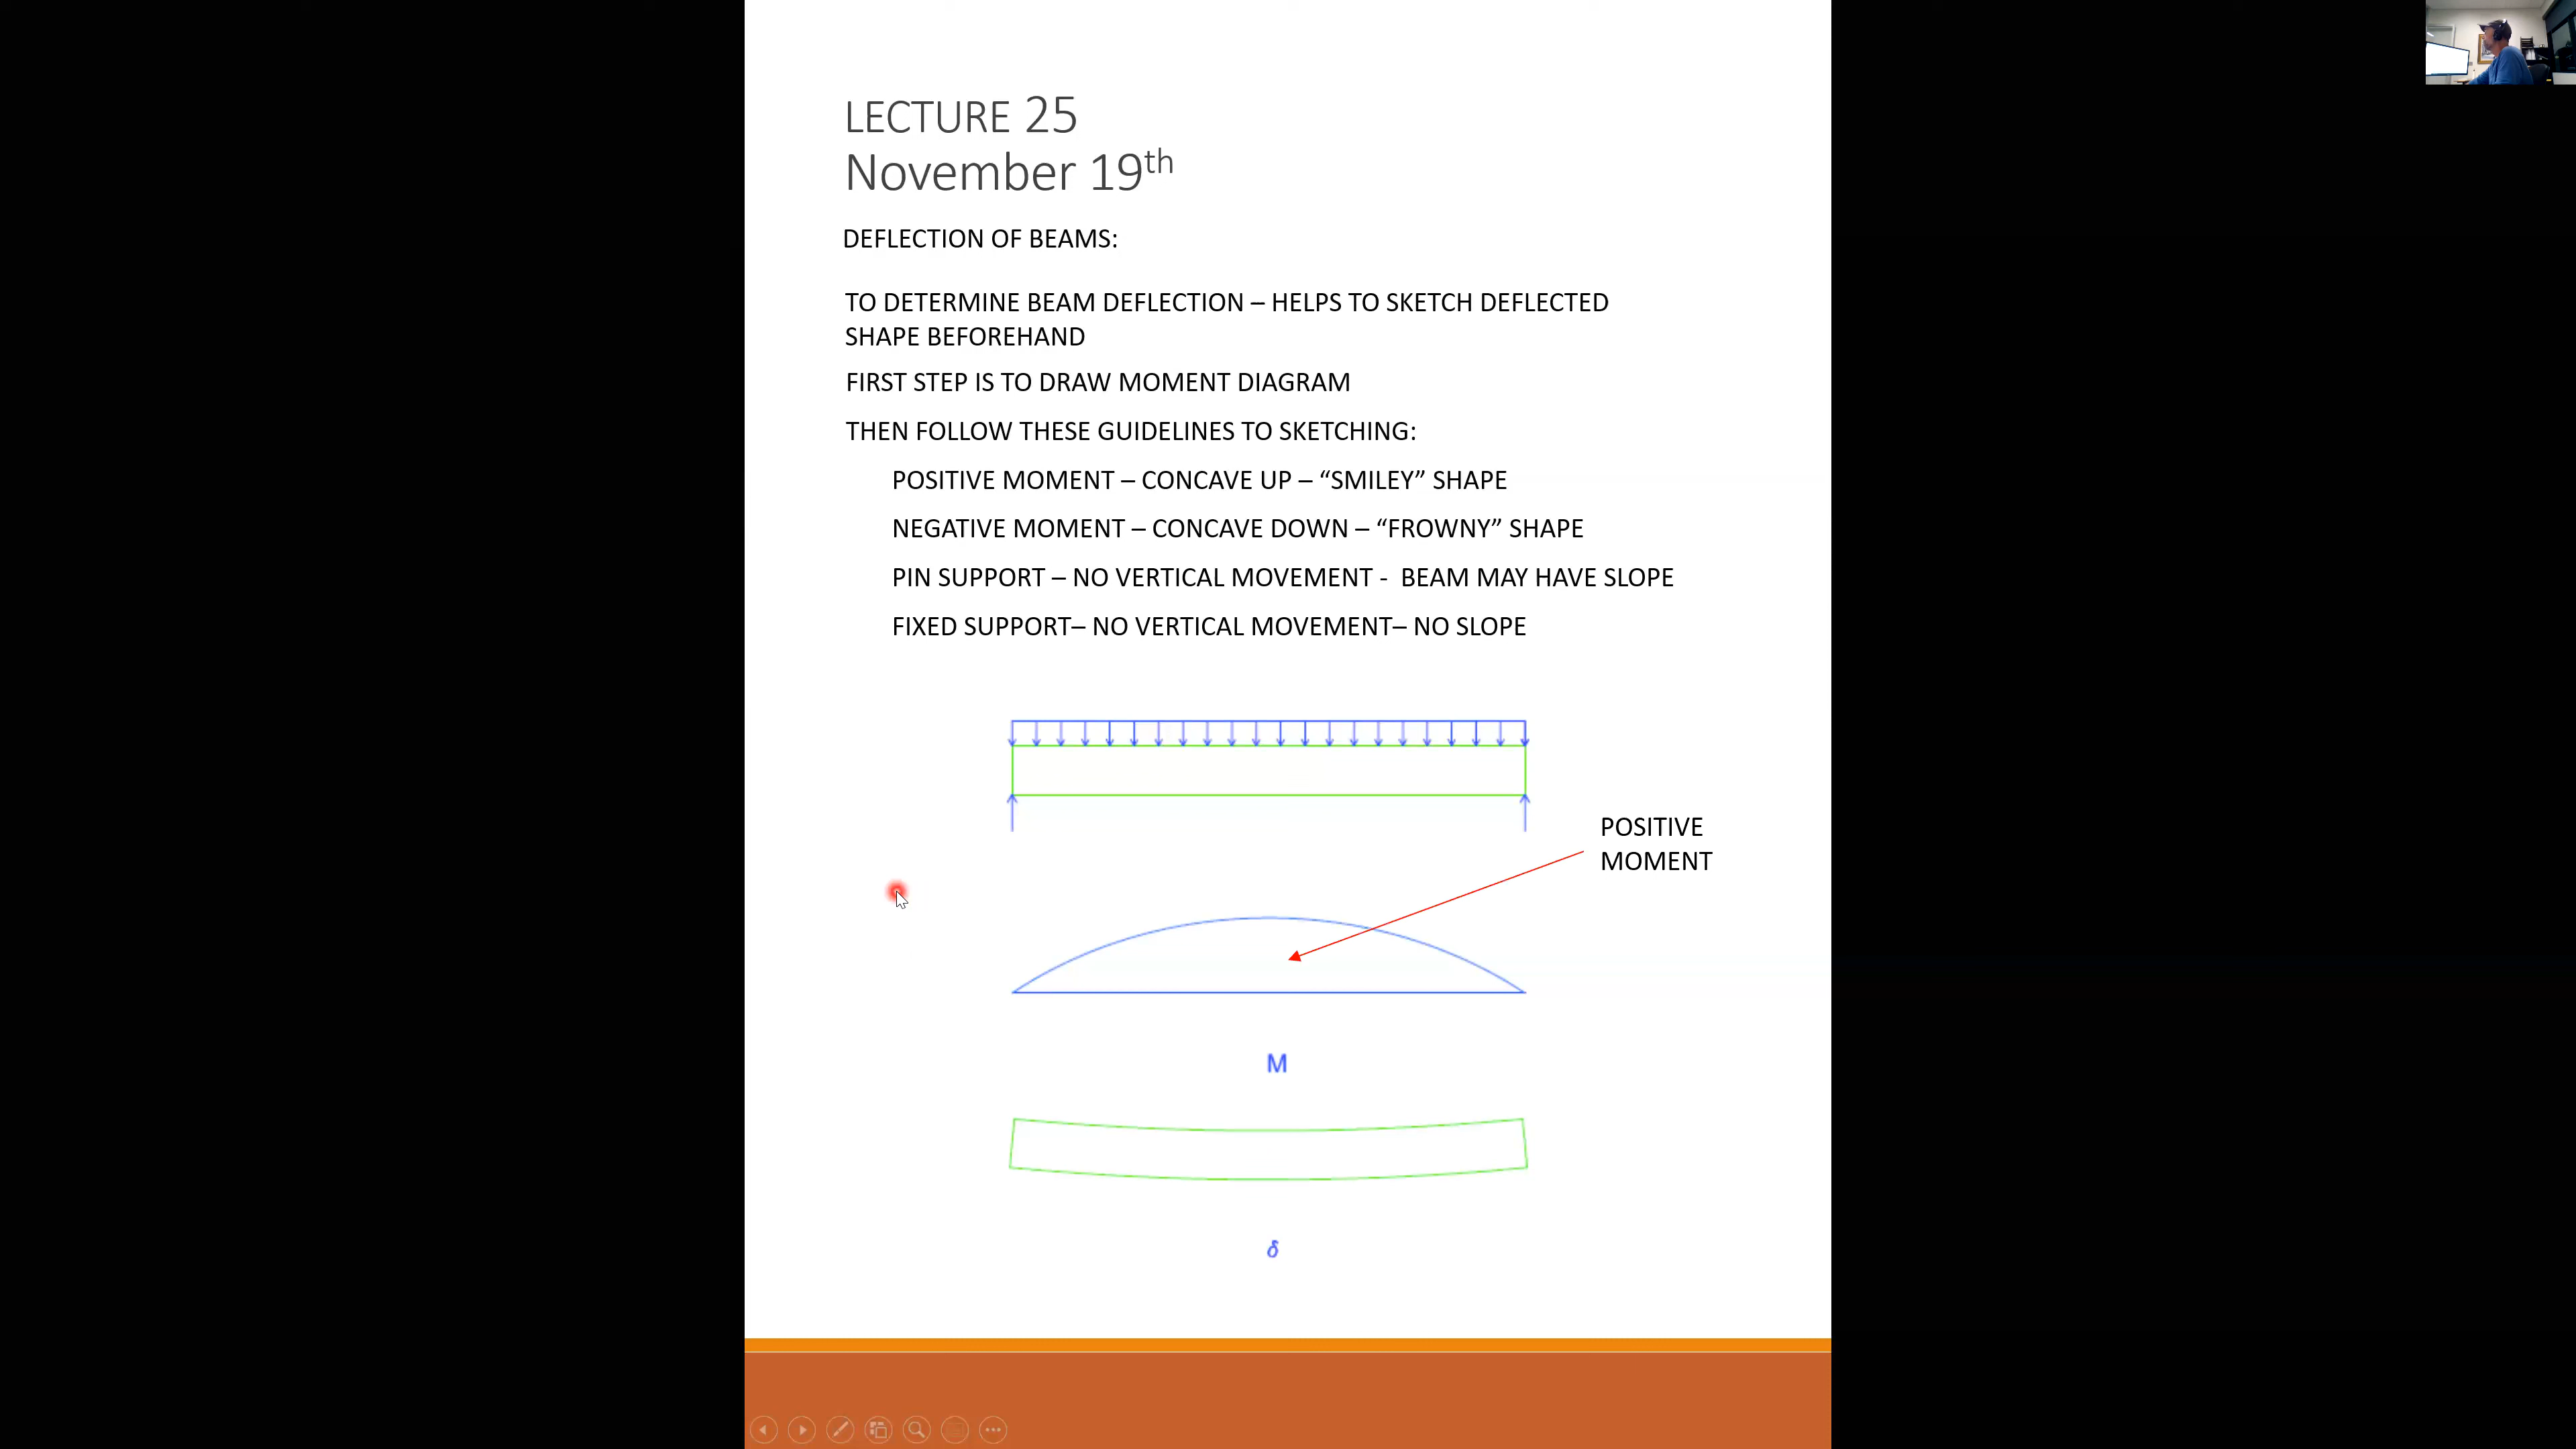 LECTURE 25
November 19th
DEFLECTION OF BEAMS:
TO DETERMINE BEAM DEFLECTION – HELPS TO SKETCH DEFLECTED
SHAPE BEFOREHAND
FIRST STEP IS TO DRAW MOMENT DIAGRAM
THEN FOLLOW THESE GUIDELINES TO SKETCHING:
POSITIVE MOMENT – CONCAVE UP – “SMILEY” SHAPE
NEGATIVE MOMENT – CONCAVE DOWN – “FROWNY” SHAPE
PIN SUPPORT – NO VERTICAL MOVEMENT - BEAM MAY HAVE SLOPE
FIXED SUPPORT– NO VERTICAL MOVEMENT– NO SLOPE
POSITIVE
MOMENT
M
δ